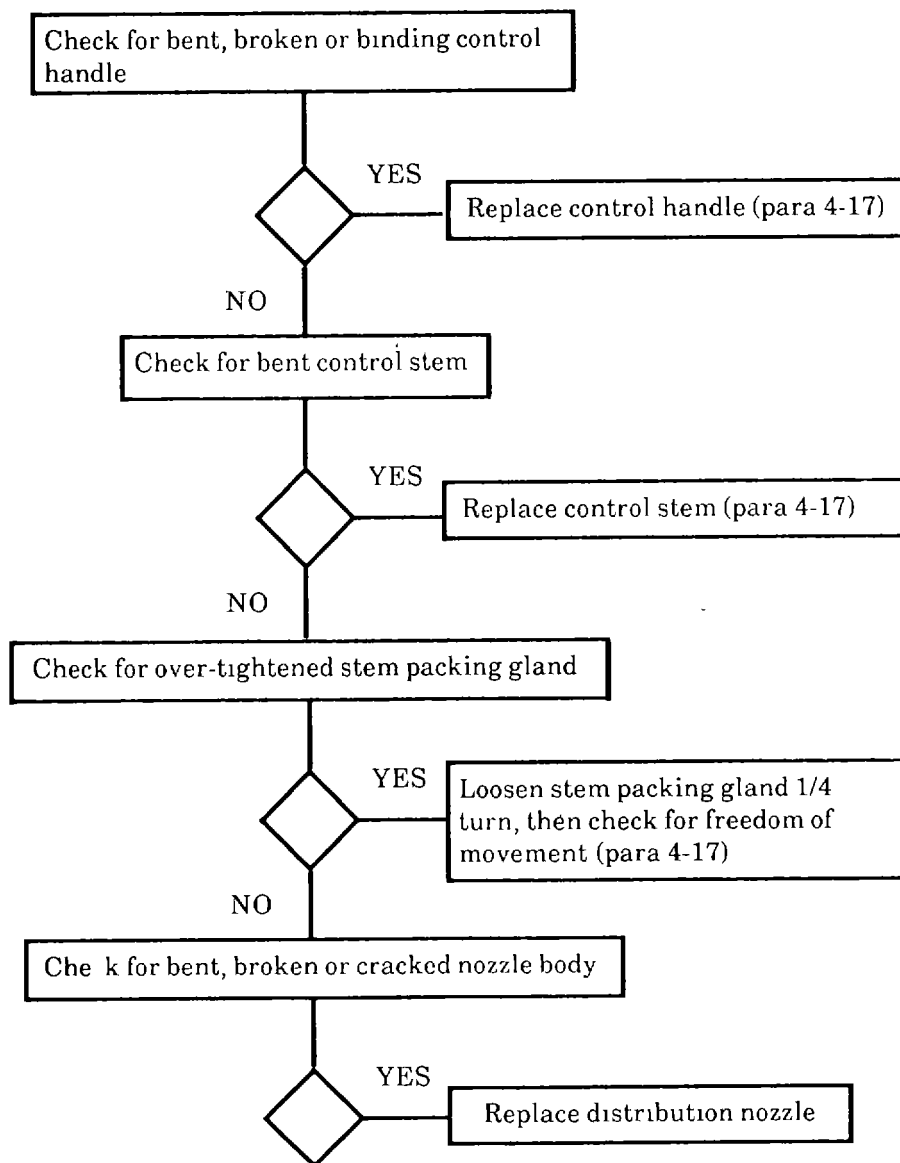 Check for bent, broken or binding control
handle
YES
Replace control handle (para 4-17)
NO
Check for bent control stem
YES
Replace control stem (para 4-17)
NO
Check for over-tightened stem packing gland
YES
Loosen stem packing gland 1/4
turn, then check for freedom of
movement (para 4-17)
NO
Che k for bent, broken or cracked nozzle body
YES
Replace distribution nozzle